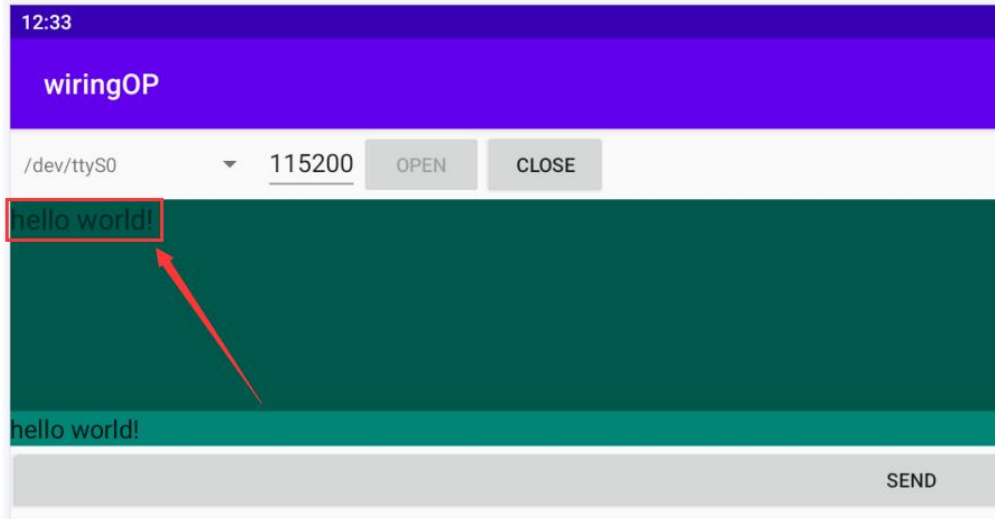 12:33
wiringOP
/dev/ttyS0 115200 OPEN CLOSE
hello world!
hello world!
SEND